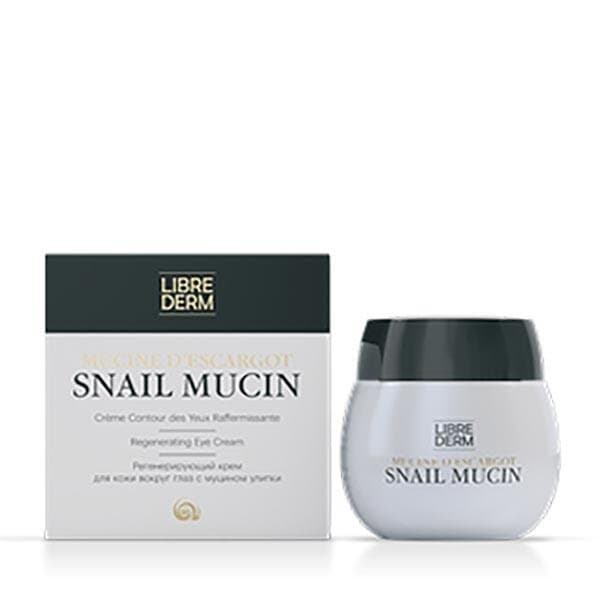 LIBRE
DERM
MUCINE D'ESCARGOT
SNAIL MUCIN
Crème Contour des Yeux Raffermissante
Regenerating Eye Cream
Регенерирующий крем
для кожи вокруг глаз с муцином улитки
LIBRE
DERM
MUCINE D'ESCARGOT
SNAIL MUCIN